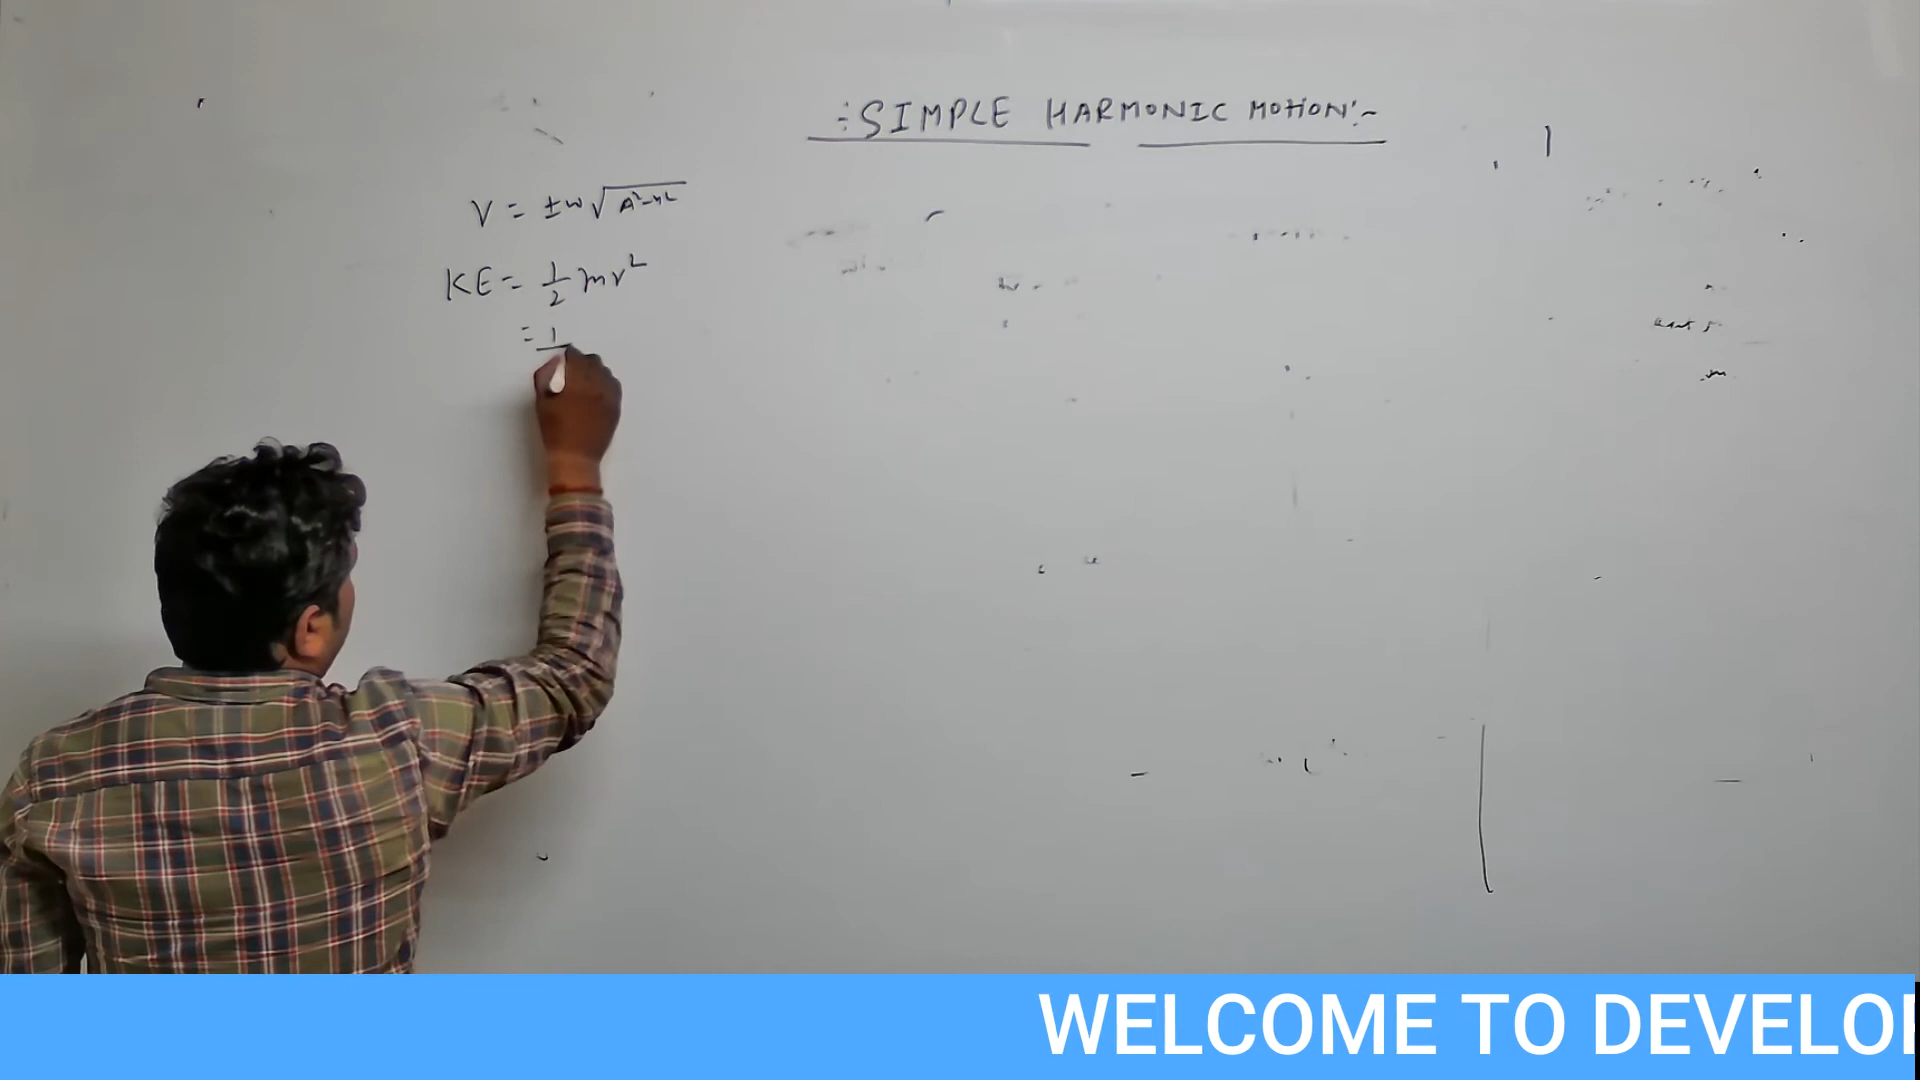 :SIMPLE HARMONIC MOTION:~
V = ±w√A²-x²
KE = 1/2 mv²
= 1
WELCOME TO DEVELO